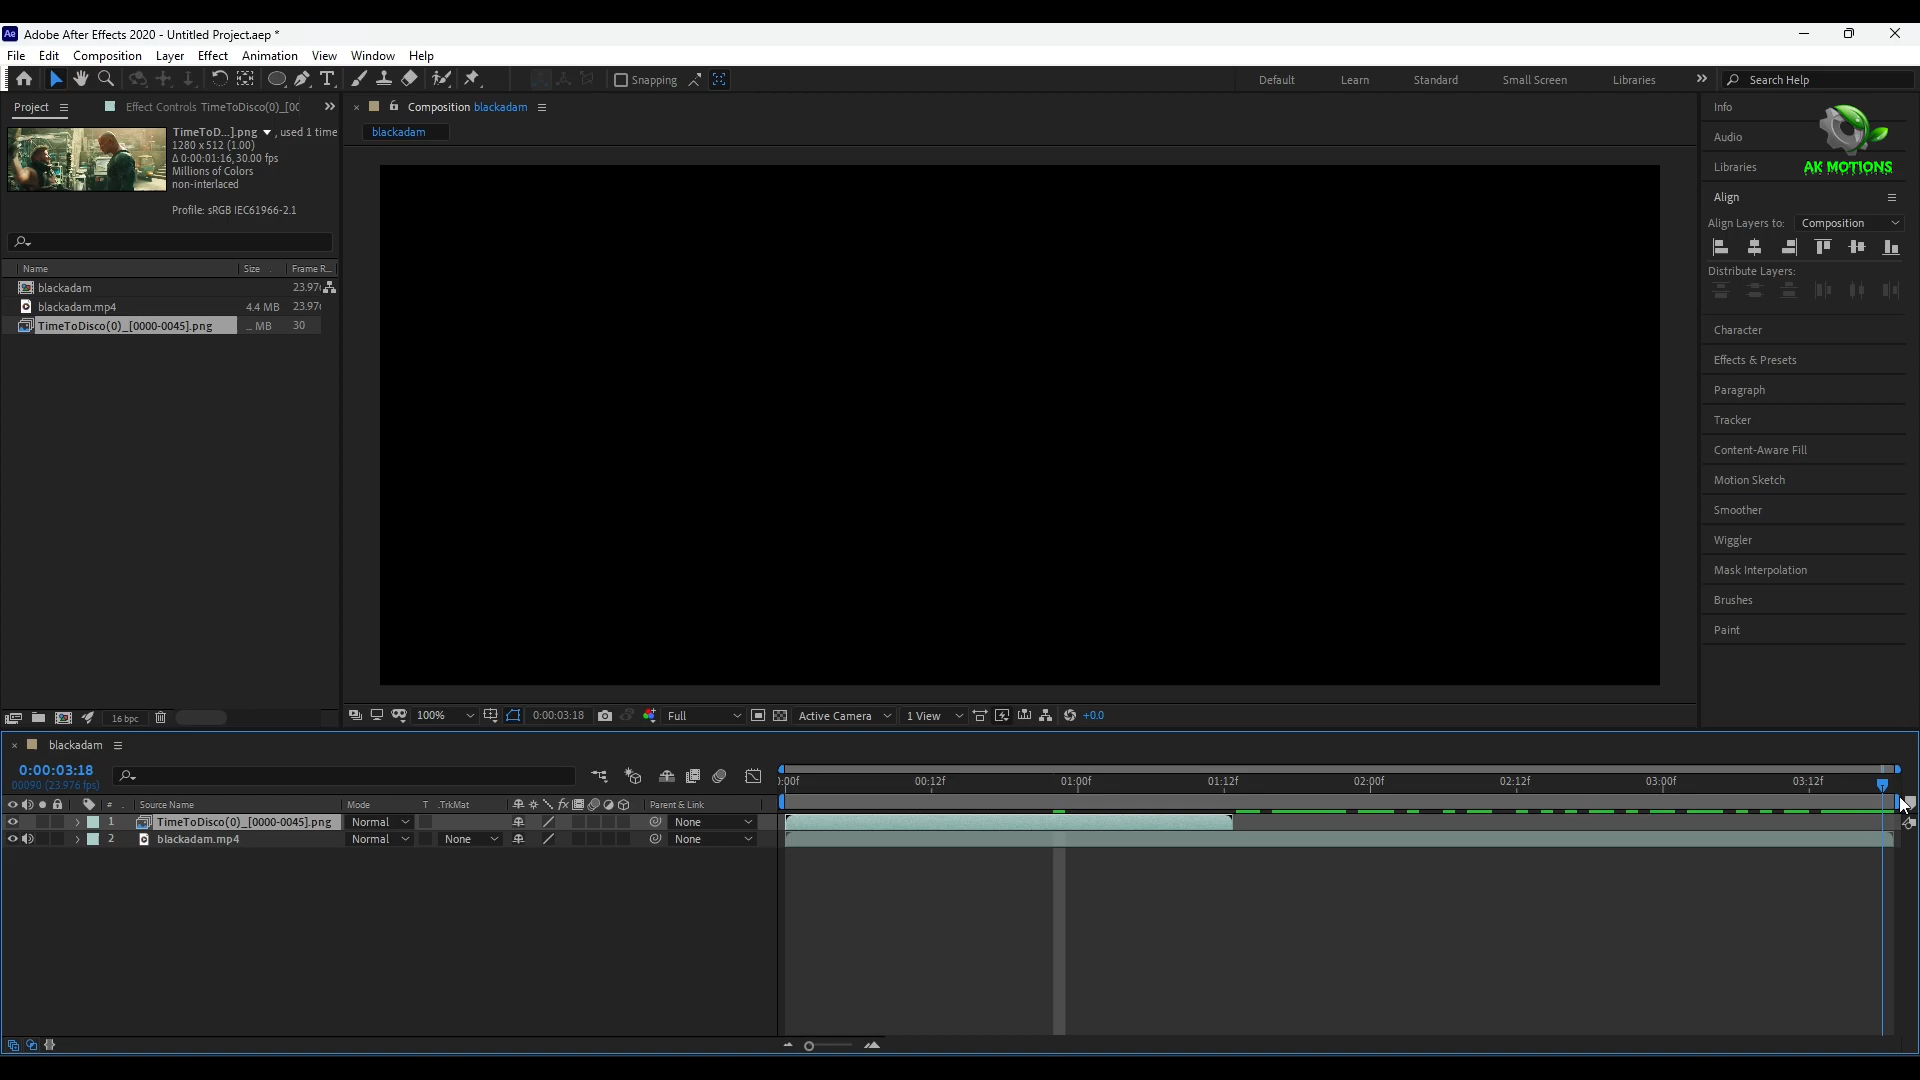 Ae Adobe After Effects 2020 - Untitled Project.aep *
File Edit Composition Layer Effect Animation View Window Help
Snapping
Default Learn Standard Small Screen Libraries Search Help
Project
Effect Controls TimeToDisco(0)_[00
TimeToD...].png , used 1 time
1280 x 512 (1.00)
Δ 0:00:01:16, 30.00 fps
Millions of Colors
non-interlaced
Profile: sRGB IEC61966-2.1
Name Size Frame R...
blackadam 23.97
blackadam.mp4 4.4 MB 23.97
TimeToDisco(0)_[0000-0045].png ... MB 30
16 bpc
Composition blackadam
blackadam
100% 0:00:03:18 Full Active Camera 1 View +0.0
Info
Audio
Libraries
AK MOTIONS
Align
Align Layers to: Composition
Distribute Layers:
Character
Effects & Presets
Paragraph
Tracker
Content-Aware Fill
Motion Sketch
Smoother
Wiggler
Mask Interpolation
Brushes
Paint
blackadam
0:00:03:18
00090 (23.976 fps)
:00f 00:12f 01:00f 01:12f 02:00f 02:12f 03:00f 03:12f
# Source Name Mode T .TrkMat fx Parent & Link
1 TimeToDisco(0)_[0000-0045].png Normal None
2 blackadam.mp4 Normal None None